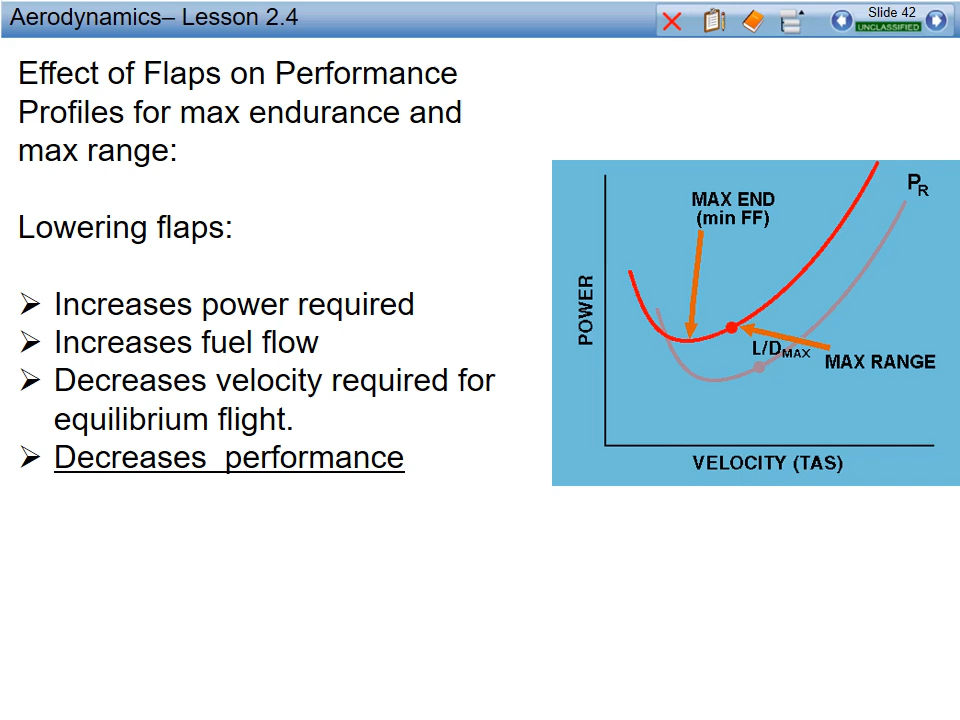 Aerodynamics– Lesson 2.4
Slide 42
UNCLASSIFIED
Effect of Flaps on Performance
Profiles for max endurance and
max range:
Lowering flaps:
➢ Increases power required
➢ Increases fuel flow
➢ Decreases velocity required for
equilibrium flight.
➢ Decreases performance
PR
MAX END
(min FF)
POWER
L/DMAX
MAX RANGE
VELOCITY (TAS)